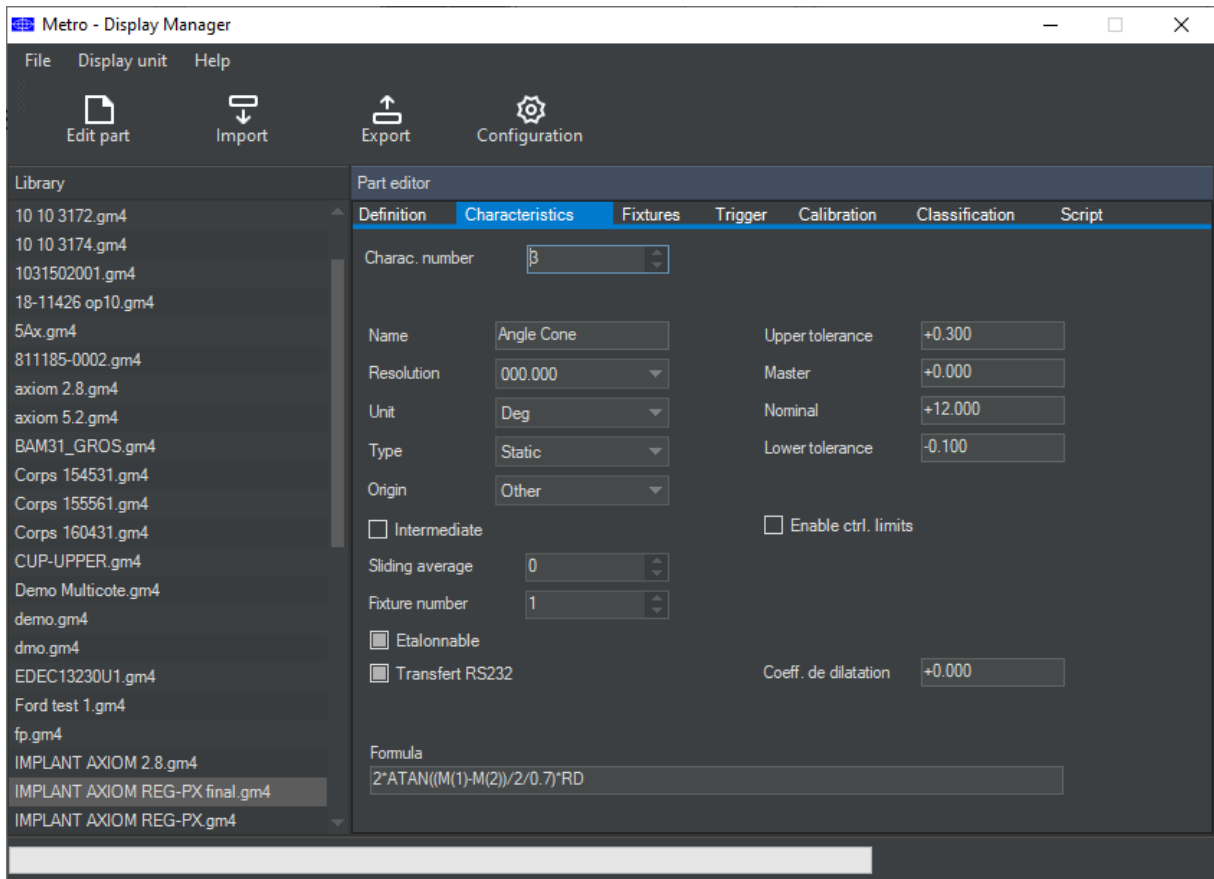 Metro - Display Manager
File Display unit Help
Edit part Import Export Configuration
Library
10 10 3172.gm4
10 10 3174.gm4
1031502001.gm4
18-11426 op10.gm4
5Ax.gm4
811185-0002.gm4
axiom 2.8.gm4
axiom 5.2.gm4
BAM31_GROS.gm4
Corps 154531.gm4
Corps 155561.gm4
Corps 160431.gm4
CUP-UPPER.gm4
Demo Multicote.gm4
demo.gm4
dmo.gm4
EDEC13230U1.gm4
Ford test 1.gm4
fp.gm4
IMPLANT AXIOM 2.8.gm4
IMPLANT AXIOM REG-PX final.gm4
IMPLANT AXIOM REG-PX.gm4
Part editor
Definition Characteristics Fixtures Trigger Calibration Classification Script
Charac. number 3
Name Angle Cone
Resolution 000.000
Unit Deg
Type Static
Origin Other
Intermediate
Sliding average 0
Fixture number 1
Etalonnable
Transfert RS232
Upper tolerance +0.300
Master +0.000
Nominal +12.000
Lower tolerance -0.100
Enable ctrl. limits
Coeff. de dilatation +0.000
Formula
2*ATAN((M(1)-M(2))/2/0.7)*RD